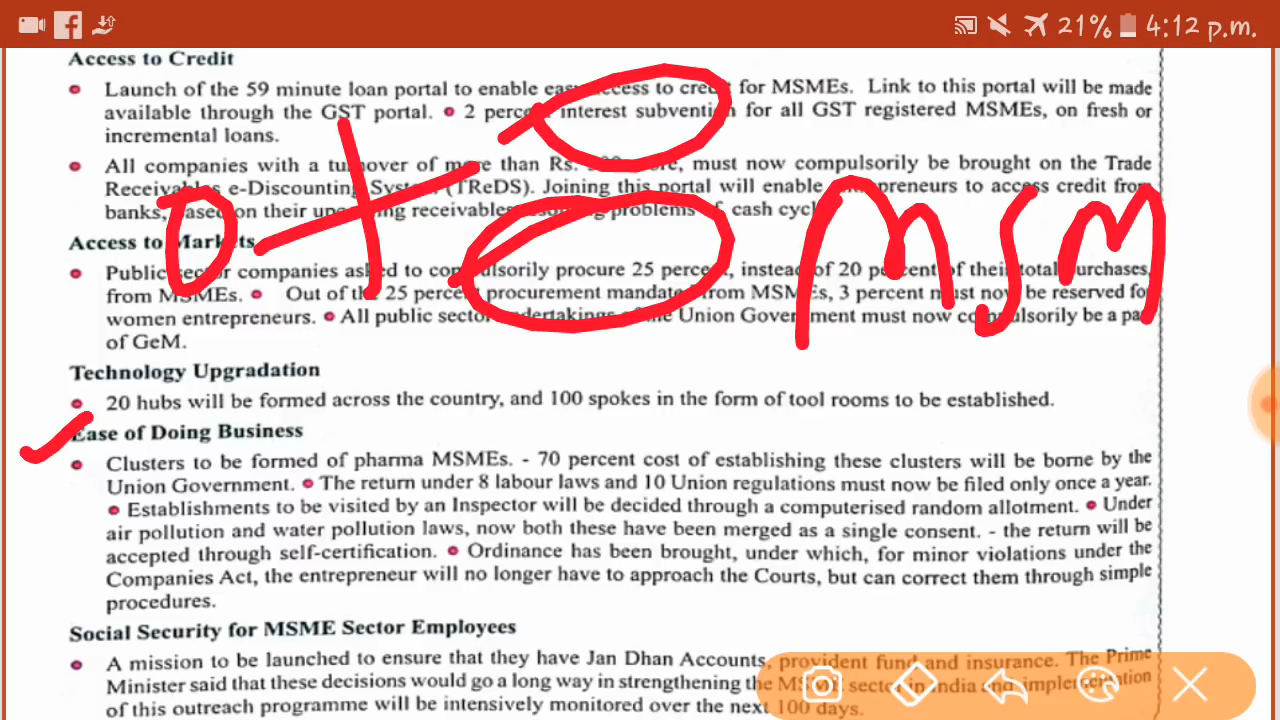 21% 4:12 p.m.
Access to Credit
Launch of the 59 minute loan portal to enable easy access to credit for MSMEs. Link to this portal will be made
available through the GST portal. • 2 percent interest subvention for all GST registered MSMEs, on fresh or
incremental loans.
All companies with a turnover of more than Rs. must now compulsorily be brought on the Trade
Receivables e-Discounting System (TReDS). Joining this portal will enable entrepreneurs to access credit from
banks, based on their upcoming receivables problems of cash cycle
Access to Markets
Public sector companies asked to compulsorily procure 25 percent, instead of 20 percent of their total purchases,
from MSMEs. • Out of the 25 percent procurement mandated from MSMEs, 3 percent must now be reserved for
women entrepreneurs. • All public sector undertakings of the Union Government must now compulsorily be a part
of GeM.
MSM
Technology Upgradation
20 hubs will be formed across the country, and 100 spokes in the form of tool rooms to be established.
Ease of Doing Business
Clusters to be formed of pharma MSMEs. - 70 percent cost of establishing these clusters will be borne by the
Union Government. • The return under 8 labour laws and 10 Union regulations must now be filed only once a year.
• Establishments to be visited by an Inspector will be decided through a computerised random allotment. • Under
air pollution and water pollution laws, now both these have been merged as a single consent. - the return will be
accepted through self-certification. • Ordinance has been brought, under which, for minor violations under the
Companies Act, the entrepreneur will no longer have to approach the Courts, but can correct them through simple
procedures.
Social Security for MSME Sector Employees
A mission to be launched to ensure that they have Jan Dhan Accounts, provident fund and insurance. The Prime
Minister said that these decisions would go a long way in strengthening the MSME sector in India and implementation
of this outreach programme will be intensively monitored over the next 100 days.